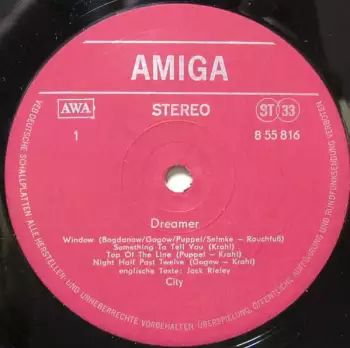 AMIGA
AWA
STEREO
ST 33
1
8 55 816
Dreamer
Window (Bogdanow/Gogow/Puppel/Selmke – Rauchfuß)
Something To Tell You (Krahl)
Top Of The Line (Puppel – Krahl)
Night Half Past Twelve (Gogow – Krahl)
englische Texte: Jack Rieley
City
VEB DEUTSCHE SCHALLPLATTEN ALLE HERSTELLER- UND URHEBERRECHTE VORBEHALTEN ÜBERSPIELUNG, ÖFFENTLICHE AUFFÜHRUNG UND RUNDFUNKSENDUNG VERBOTEN